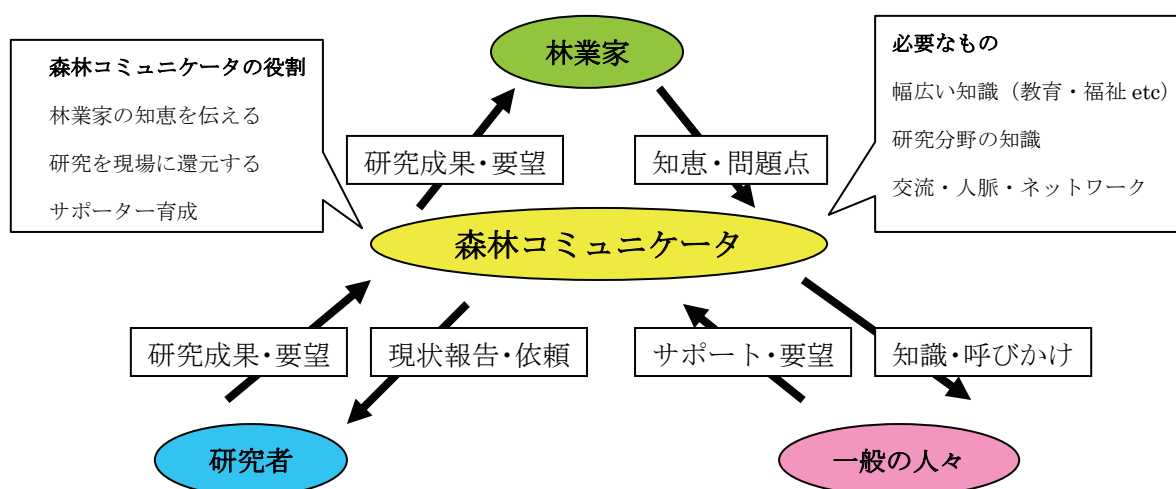 林業家
森林コミュニケータの役割
林業家の知恵を伝える
研究を現場に還元する
サポーター育成
必要なもの
幅広い知識（教育・福祉 etc）
研究分野の知識
交流・人脈・ネットワーク
研究成果・要望
知恵・問題点
森林コミュニケータ
研究成果・要望
現状報告・依頼
サポート・要望
知識・呼びかけ
研究者
一般の人々